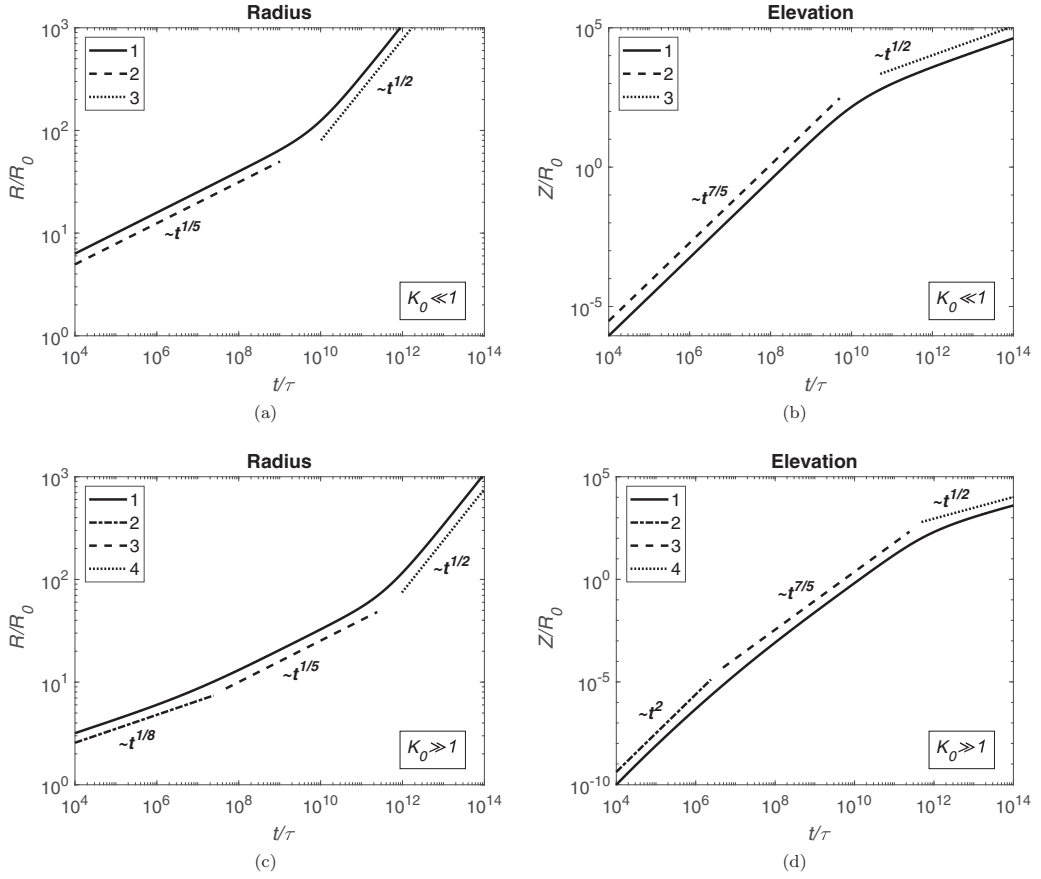 Radius
10^3
10^2
10^1
10^0
R/R_0
1
2
3
~t^{1/2}
~t^{1/5}
K_0≪1
10^4 10^6 10^8 10^10 10^12 10^14
t/τ
(a)
Elevation
10^5
10^0
10^-5
Z/R_0
1
2
3
~t^{1/2}
~t^{7/5}
K_0≪1
10^4 10^6 10^8 10^10 10^12 10^14
t/τ
(b)
Radius
10^3
10^2
10^1
10^0
R/R_0
1
2
3
4
~t^{1/2}
~t^{1/5}
~t^{1/8}
K_0≫1
10^4 10^6 10^8 10^10 10^12 10^14
t/τ
(c)
Elevation
10^5
10^0
10^-5
10^-10
Z/R_0
1
2
3
4
~t^{1/2}
~t^{7/5}
~t^2
K_0≫1
10^4 10^6 10^8 10^10 10^12 10^14
t/τ
(d)